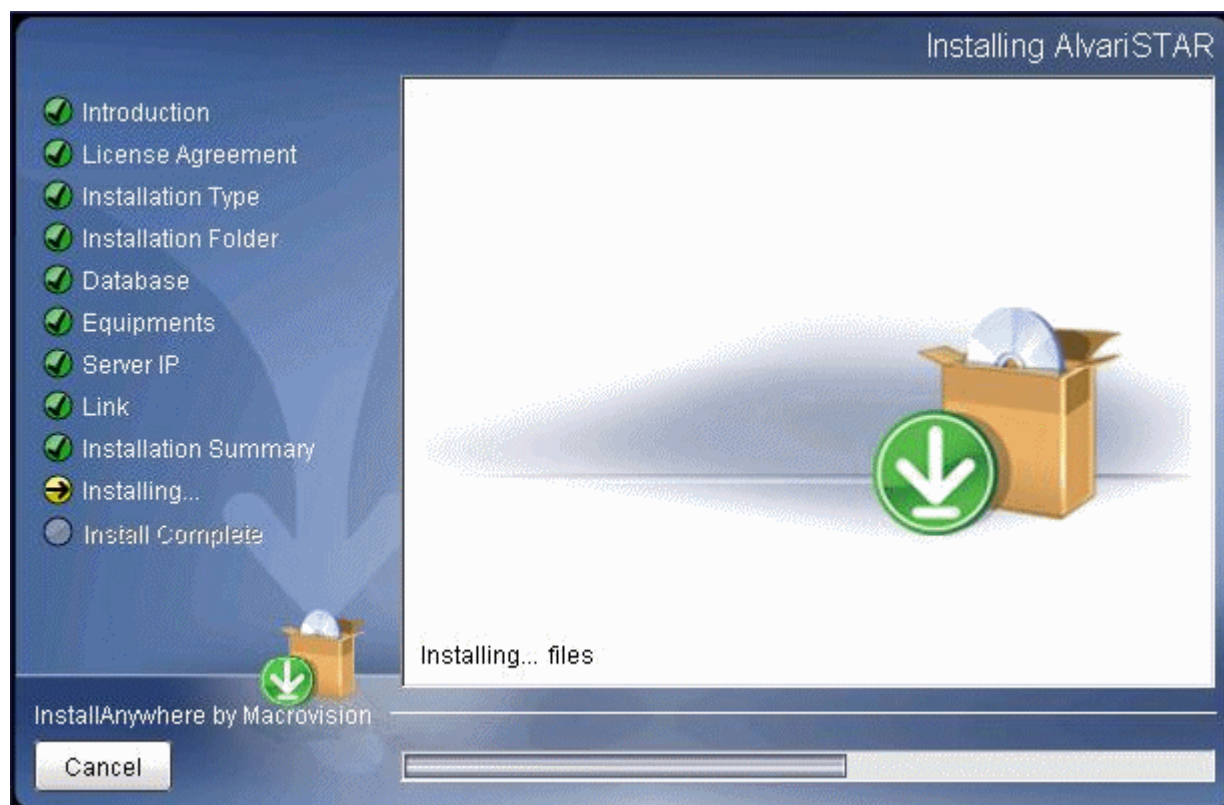 Installing AlvariSTAR
Introduction
License Agreement
Installation Type
Installation Folder
Database
Equipments
Server IP
Link
Installation Summary
Installing...
Install Complete
Installing... files
InstallAnywhere by Macrovision
Cancel